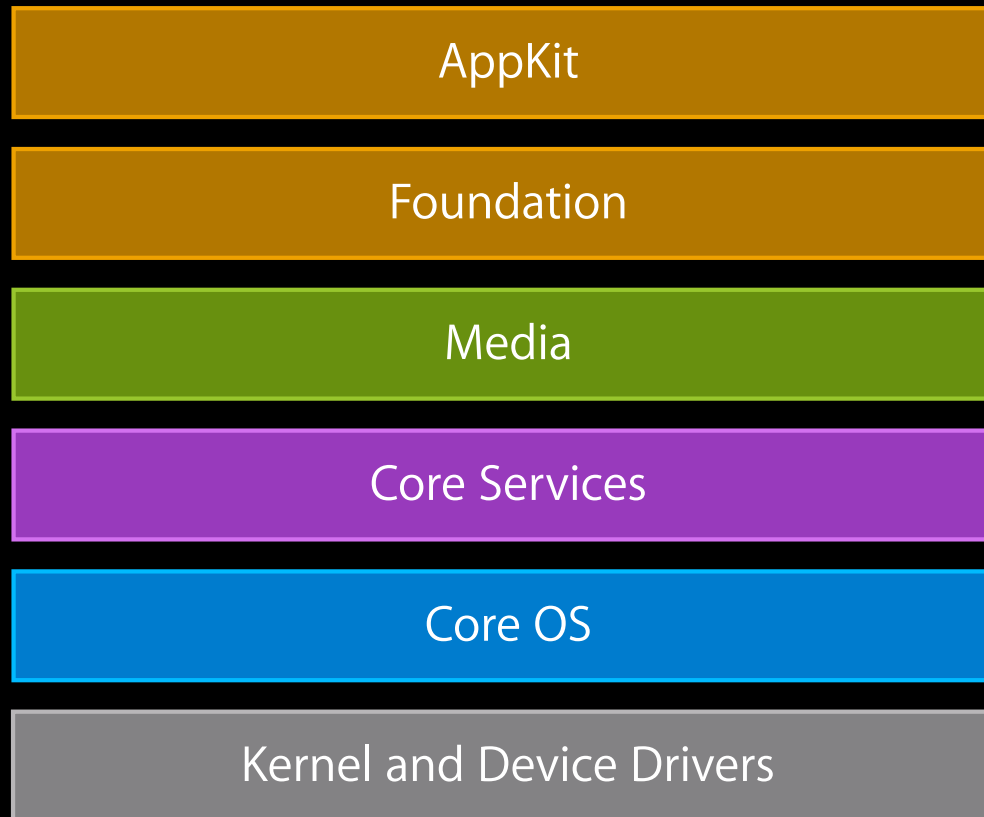 AppKit
Foundation
Media
Core Services
Core OS
Kernel and Device Drivers